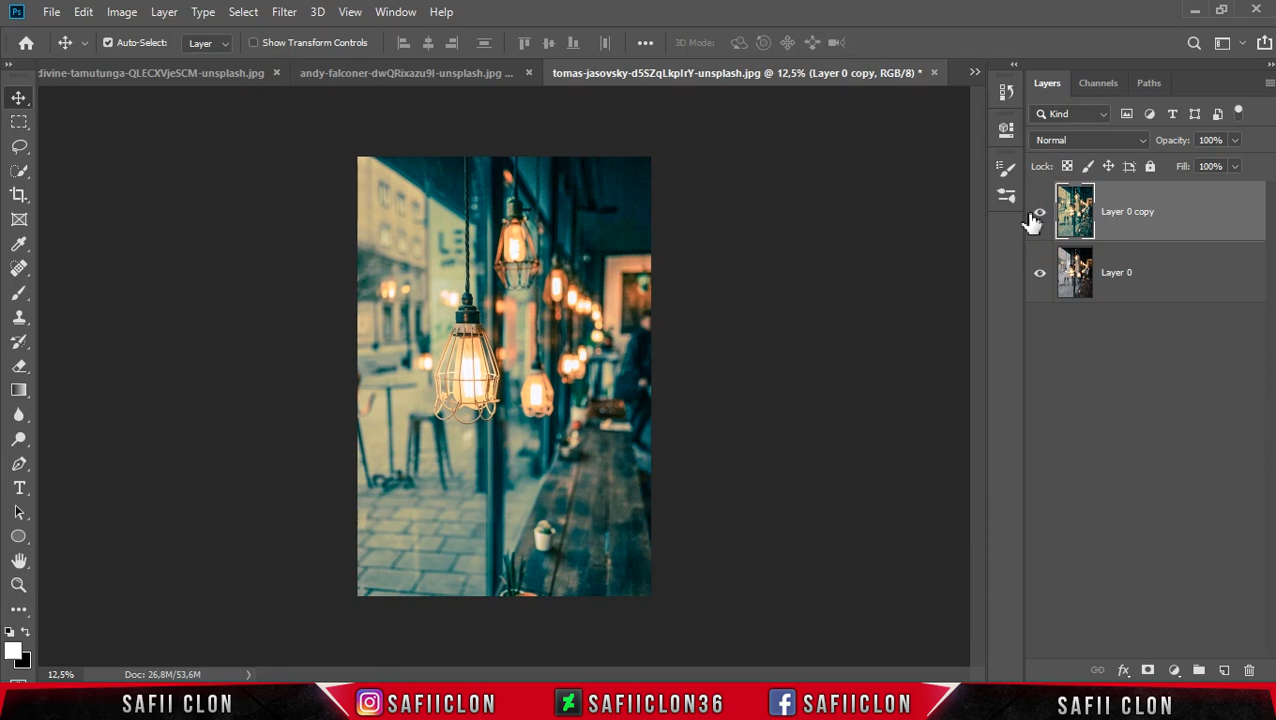 Ps File Edit Image Layer Type Select Filter 3D View Window Help
Auto-Select: Layer Show Transform Controls 3D Mode:
divine-tamutunga-QLECXVjeSCM-unsplash.jpg × andy-falconer-dwQRixazu9I-unsplash.jpg ... × tomas-jasovsky-d5SZqLkpIrY-unsplash.jpg @ 12,5% (Layer 0 copy, RGB/8) * ×
Layers Channels Paths
Kind
Normal Opacity: 100%
Lock: Fill: 100%
Layer 0 copy
Layer 0
12,5% Doc: 26,8M/53,6M
SAFII CLON SAFIICLON SAFIICLON36 SAFIICLON SAFII CLON